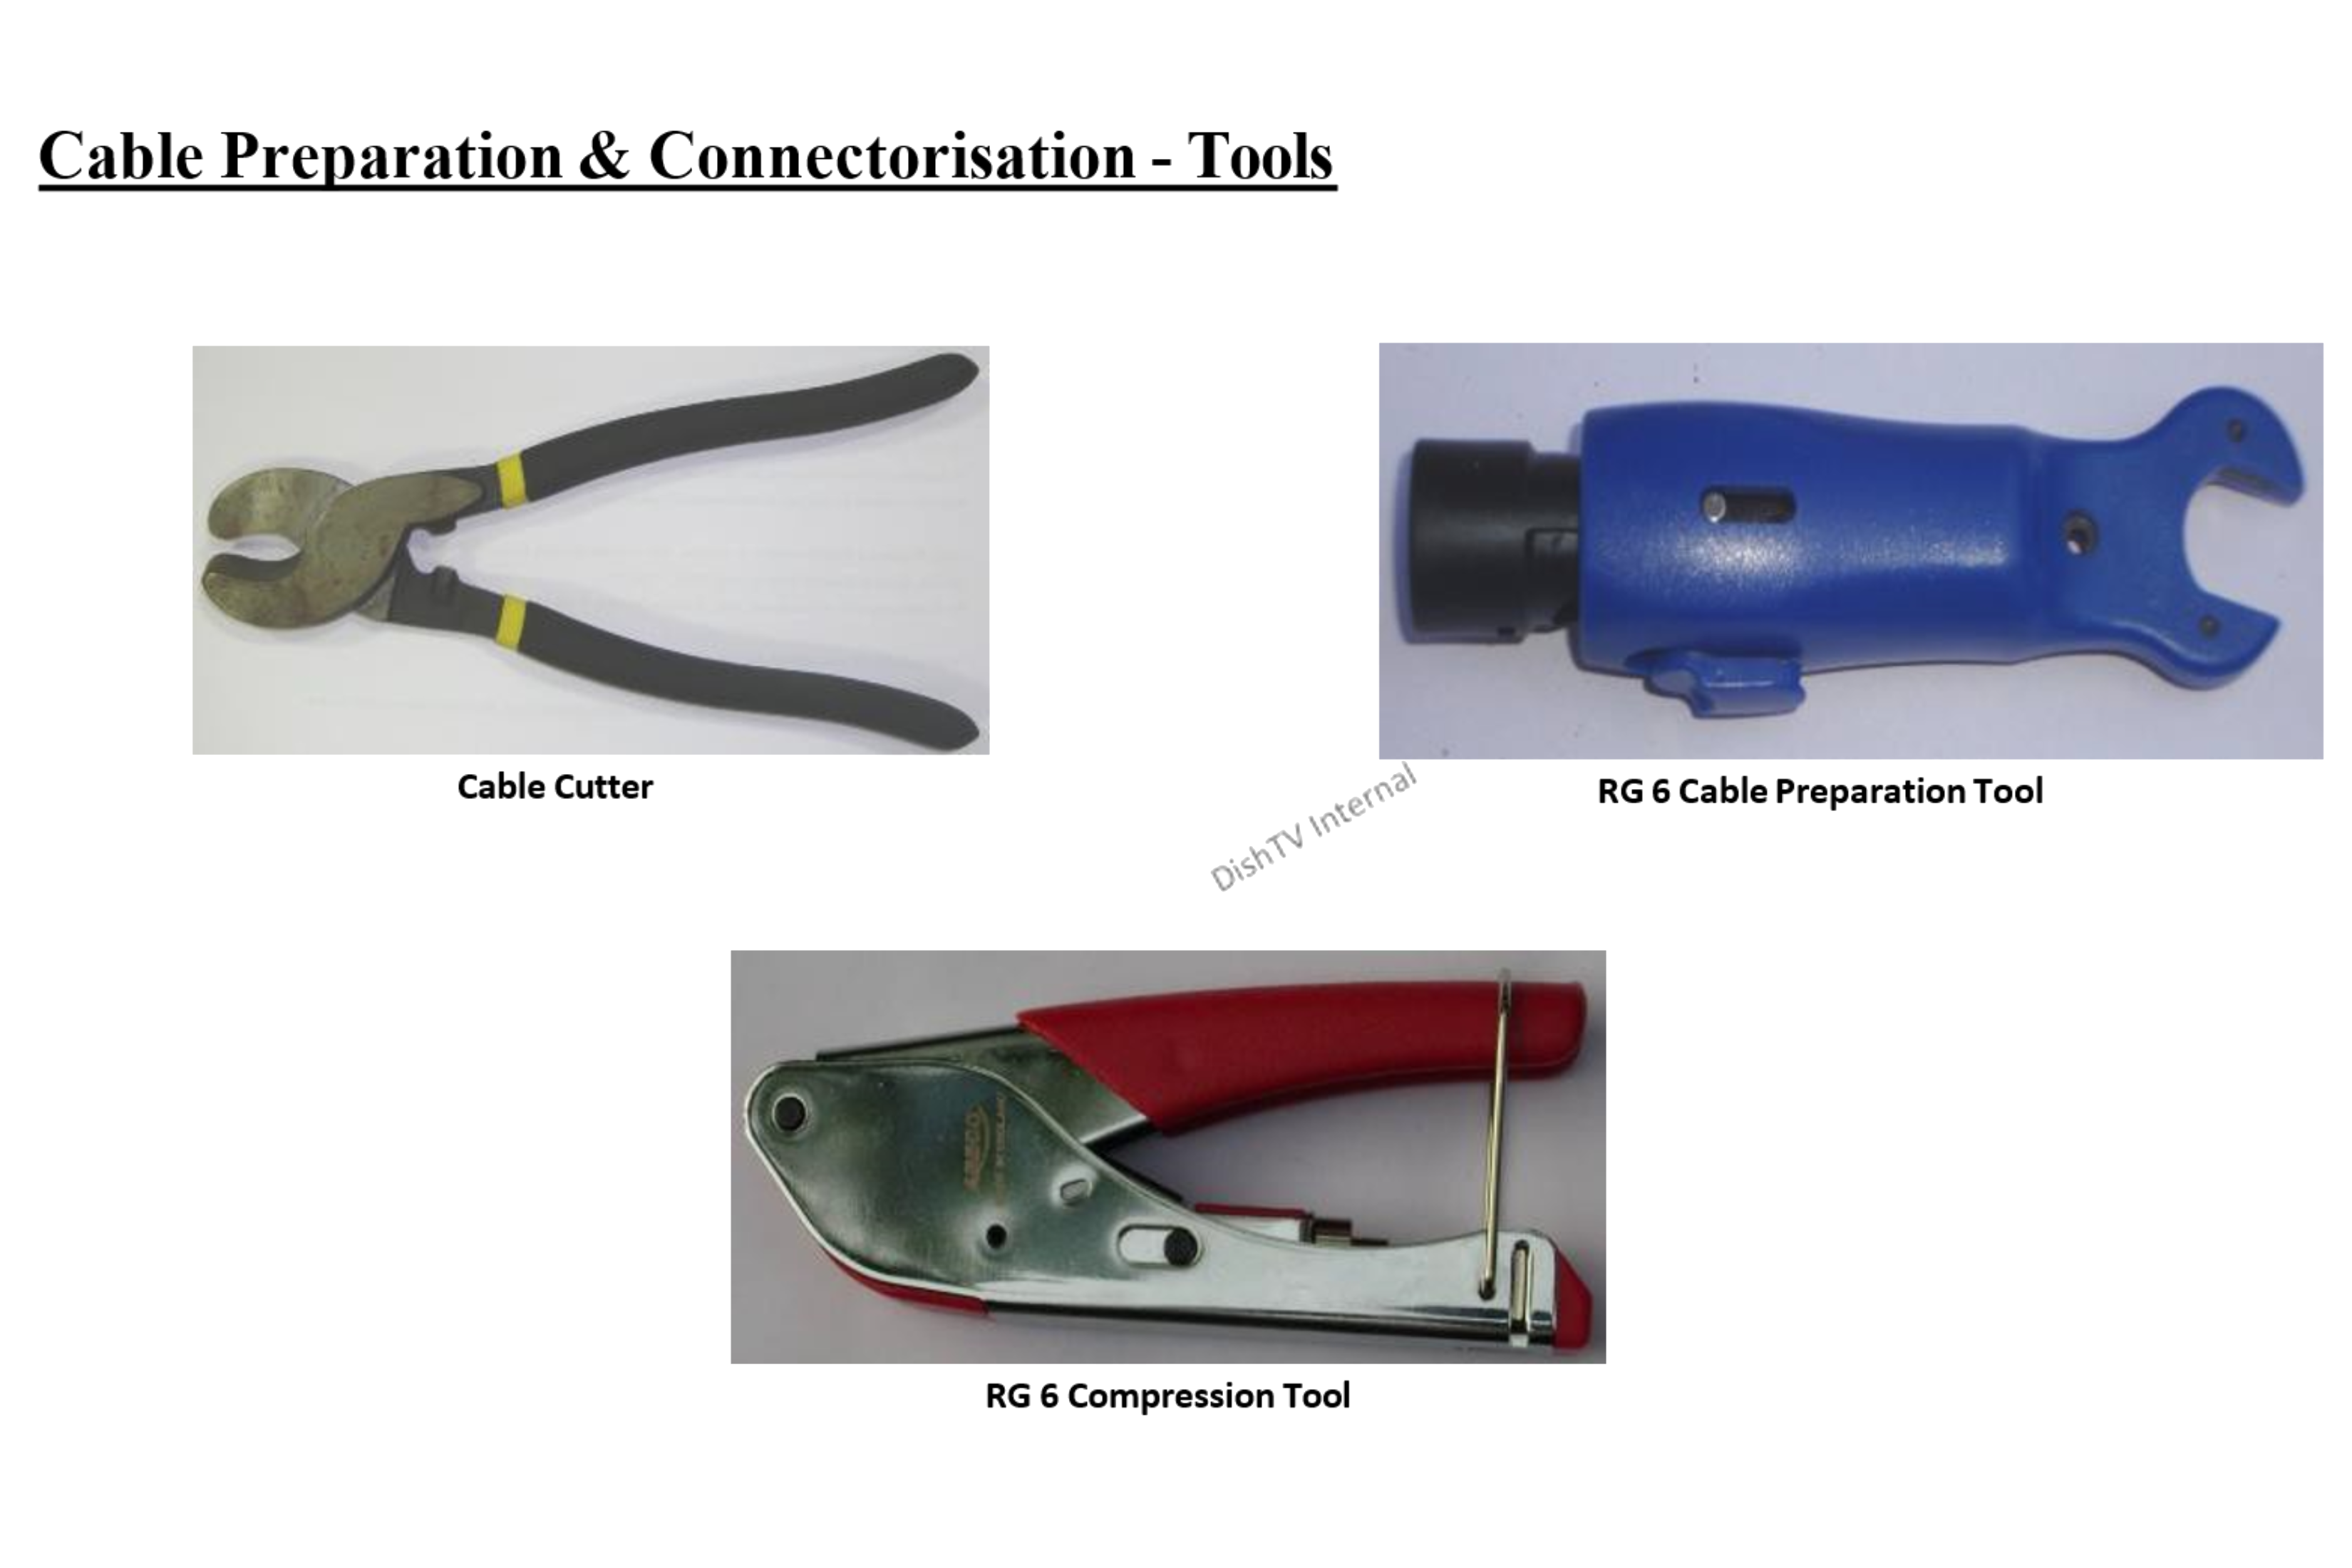 Cable Preparation & Connectorisation - Tools
Cable Cutter
RG 6 Cable Preparation Tool
DishTV Internal
RG 6 Compression Tool